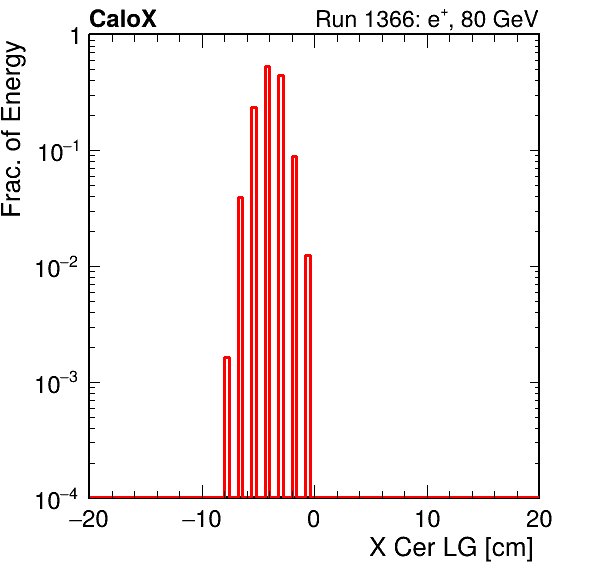 CaloX
Run 1366: e⁺, 80 GeV
Frac. of Energy
1
10⁻¹
10⁻²
10⁻³
10⁻⁴
−20
−10
0
10
20
X Cer LG [cm]